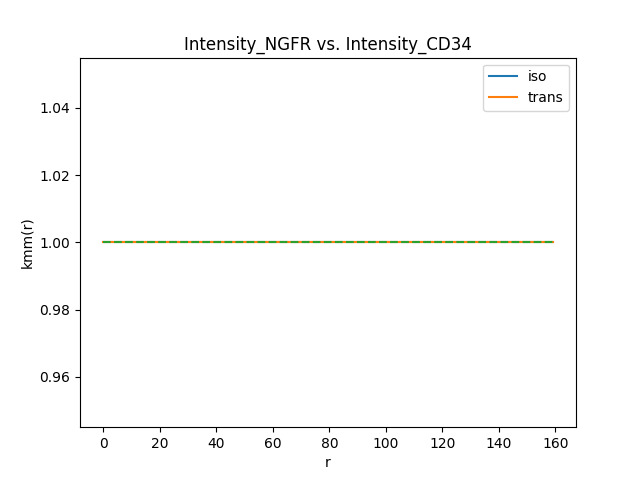 Intensity_NGFR vs. Intensity_CD34
iso
trans
1.04
1.02
1.00
0.98
0.96
kmm(r)
0 20 40 60 80 100 120 140 160
r